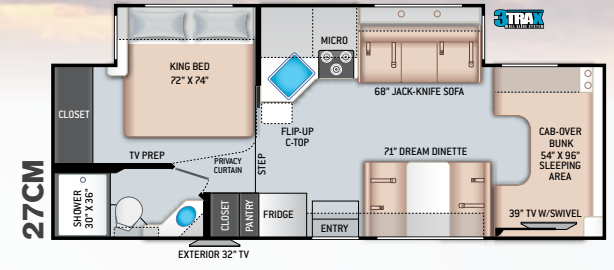 3TRAX
MICRO
KING BED
72" X 74"
68" JACK-KNIFE SOFA
CLOSET
FLIP-UP
C-TOP
CAB-OVER
BUNK
54" X 96"
SLEEPING
AREA
TV PREP
PRIVACY
CURTAIN
STEP
71" DREAM DINETTE
27CM
SHOWER
30" X 36"
CLOSET
PANTRY
FRIDGE
ENTRY
39" TV W/SWIVEL
EXTERIOR 32" TV